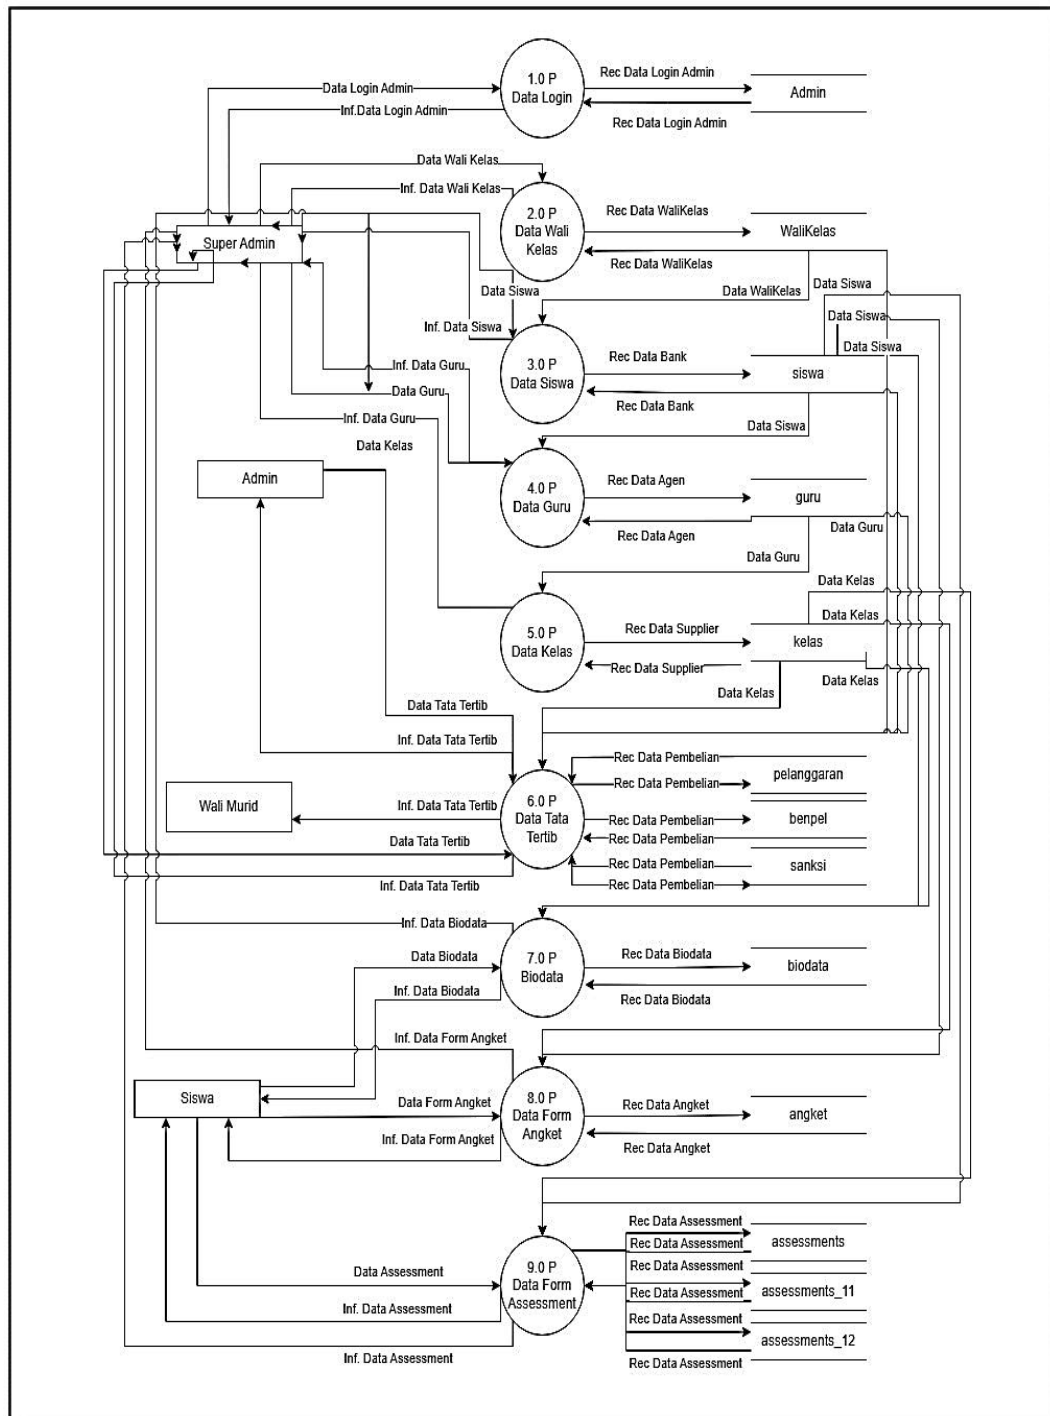 1.0 P
Data Login
Rec Data Login Admin
Admin
Rec Data Login Admin
Data Login Admin
Inf.Data Login Admin
Data Wali Kelas
Inf. Data Wali Kelas
2.0 P
Data Wali
Kelas
Rec Data WaliKelas
WaliKelas
Rec Data WaliKelas
Super Admin
Data WaliKelas
Data Siswa
Data Siswa
Data Siswa
Data Siswa
Inf. Data Siswa
3.0 P
Data Siswa
Rec Data Bank
siswa
Rec Data Bank
Inf. Data Guru
Data Guru
Inf. Data Guru
Data Kelas
Data Siswa
Admin
4.0 P
Data Guru
Rec Data Agen
guru
Rec Data Agen
Data Guru
Data Guru
Data Kelas
5.0 P
Data Kelas
Rec Data Supplier
Data Kelas
kelas
Rec Data Supplier
Data Kelas
Data Kelas
Data Tata Tertib
Inf. Data Tata Tertib
Rec Data Pembelian
pelanggaran
Rec Data Pembelian
Wali Murid
Inf. Data Tata Tertib
6.0 P
Data Tata
Tertib
Rec Data Pembelian
benpel
Rec Data Pembelian
Data Tata Tertib
Rec Data Pembelian
sanksi
Rec Data Pembelian
Inf. Data Tata Tertib
Inf. Data Biodata
Data Biodata
Inf. Data Biodata
7.0 P
Biodata
Rec Data Biodata
biodata
Rec Data Biodata
Inf. Data Form Angket
Siswa
Data Form Angket
Inf. Data Form Angket
8.0 P
Data Form
Angket
Rec Data Angket
angket
Rec Data Angket
Rec Data Assessment
assessments
Rec Data Assessment
Rec Data Assessment
Data Assessment
9.0 P
Data Form
Assessment
Rec Data Assessment
assessments_11
Inf. Data Assessment
Rec Data Assessment
assessments_12
Inf. Data Assessment
Rec Data Assessment